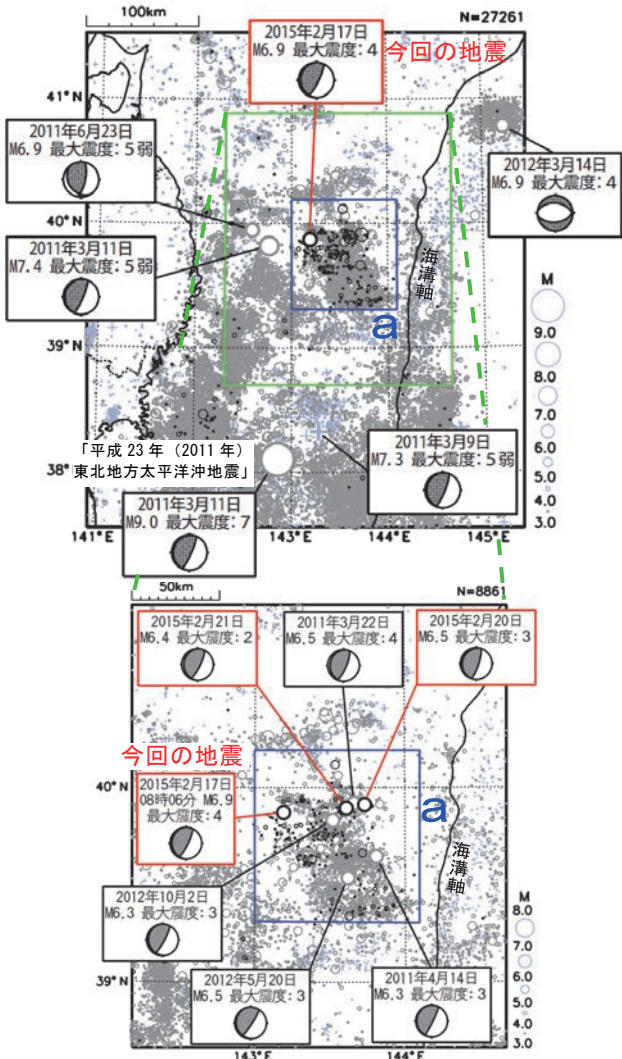 100km
N=27261
2015年2月17日
M6.9 最大震度:4
今回の地震
41°N
2011年6月23日
M6.9 最大震度:5弱
2012年3月14日
M6.9 最大震度:4
40°N
2011年3月11日
M7.4 最大震度:5弱
海溝軸
a
M
9.0
8.0
7.0
6.0
5.0
4.0
3.0
39°N
「平成23年(2011年)
東北地方太平洋沖地震」
2011年3月9日
M7.3 最大震度:5弱
38°N
2011年3月11日
M9.0 最大震度:7
141°E
143°E
144°E
145°E
50km
N=8861
2015年2月21日
M6.4 最大震度:2
2011年3月22日
M6.5 最大震度:4
2015年2月20日
M6.5 最大震度:3
今回の地震
40°N
2015年2月17日
08時06分 M6.9
最大震度:4
a
海溝軸
2012年10月2日
M6.3 最大震度:3
M
8.0
7.0
6.0
5.0
4.0
3.0
39°N
2012年5月20日
M6.5 最大震度:3
2011年4月14日
M6.3 最大震度:3
143°E
144°E